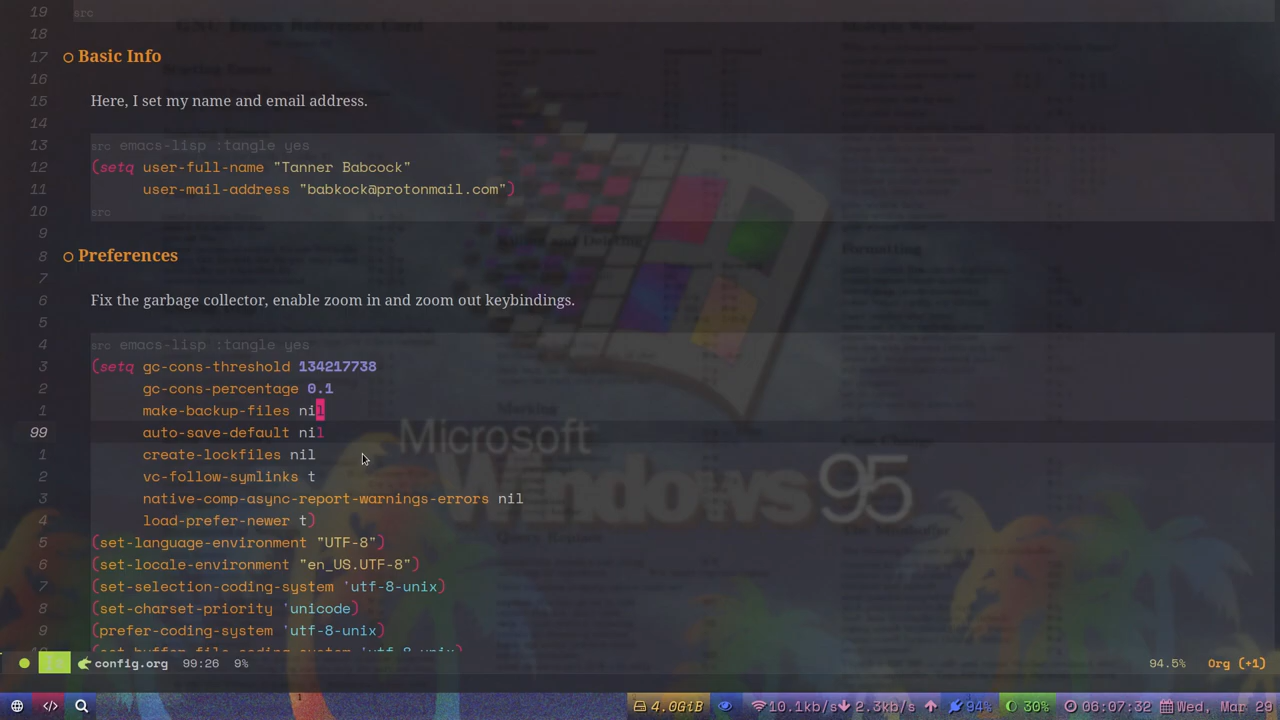 19 src
18
17 Basic Info
16
15 Here, I set my name and email address.
14
13 src emacs-lisp :tangle yes
12 (setq user-full-name "Tanner Babcock"
11 user-mail-address "babkock@protonmail.com")
10 src
9
8 Preferences
7
6 Fix the garbage collector, enable zoom in and zoom out keybindings.
5
4 src emacs-lisp :tangle yes
3 (setq gc-cons-threshold 134217738
2 gc-cons-percentage 0.1
1 make-backup-files nil
99 auto-save-default nil
1 create-lockfiles nil
2 vc-follow-symlinks t
3 native-comp-async-report-warnings-errors nil
4 load-prefer-newer t)
5 (set-language-environment "UTF-8")
6 (set-locale-environment "en_US.UTF-8")
7 (set-selection-coding-system 'utf-8-unix)
8 (set-charset-priority 'unicode)
9 (prefer-coding-system 'utf-8-unix)
Microsoft
Windows 95
config.org 99:26 9% 94.5% Org (+1)
4.0GiB 10.1kb/s 2.3kb/s 94% 30% 06:07:32 Wed, Mar 29